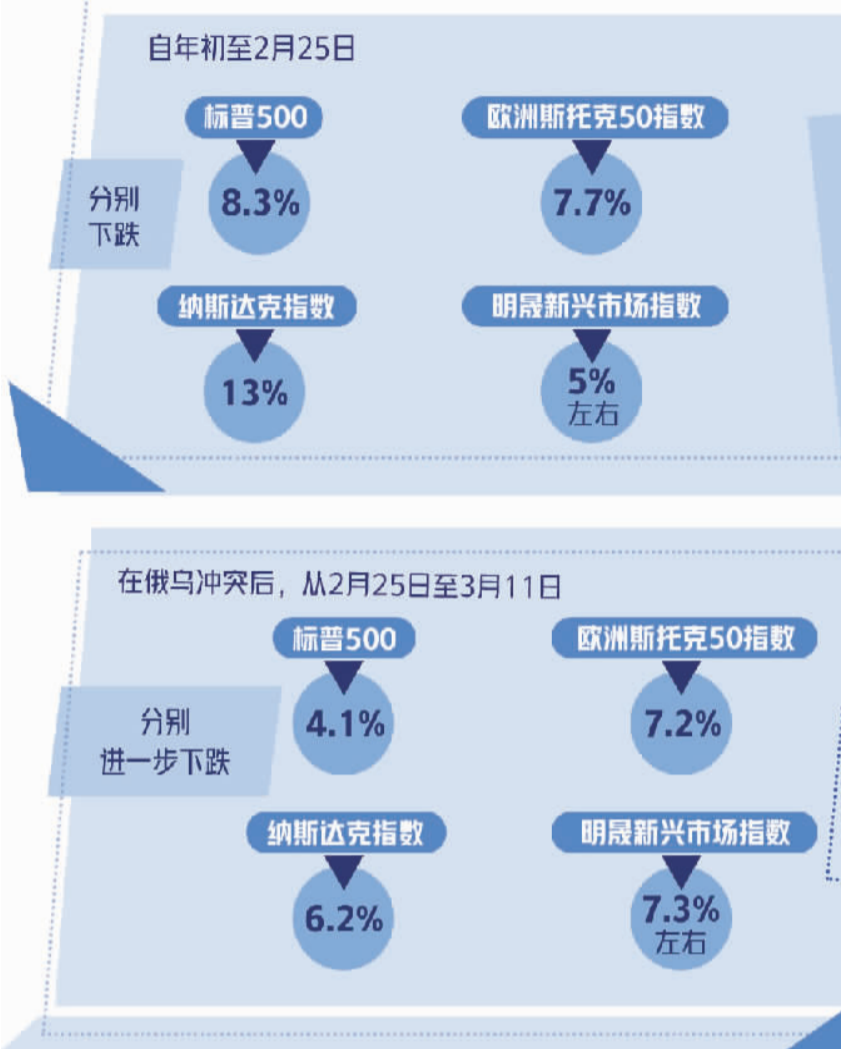 自年初至2月25日
标普500
欧洲斯托克50指数
分别
下跌
8.3%
7.7%
纳斯达克指数
明晟新兴市场指数
13%
5%
左右
在俄乌冲突后，从2月25日至3月11日
标普500
欧洲斯托克50指数
分别
进一步下跌
4.1%
7.2%
纳斯达克指数
明晟新兴市场指数
6.2%
7.3%
左右